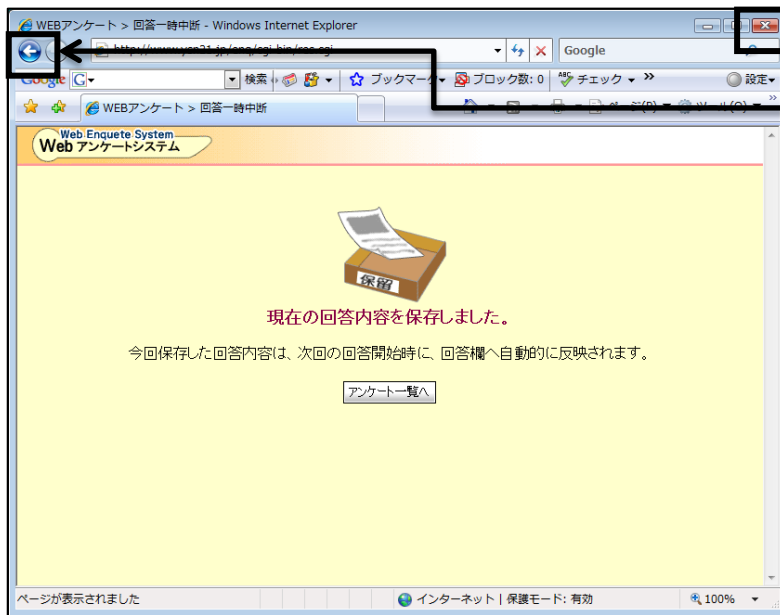 WEBアンケート > 回答一時中断 - Windows Internet Explorer
Google
Google G 検索 ブックマーク ブロック数: 0 ABC チェック 設定
WEBアンケート > 回答一時中断
Web Enquete System
Web アンケートシステム
保留
現在の回答内容を保存しました。
今回保存した回答内容は、次回の回答開始時に、回答欄へ自動的に反映されます。
アンケート一覧へ
ページが表示されました インターネット | 保護モード: 有効 100%